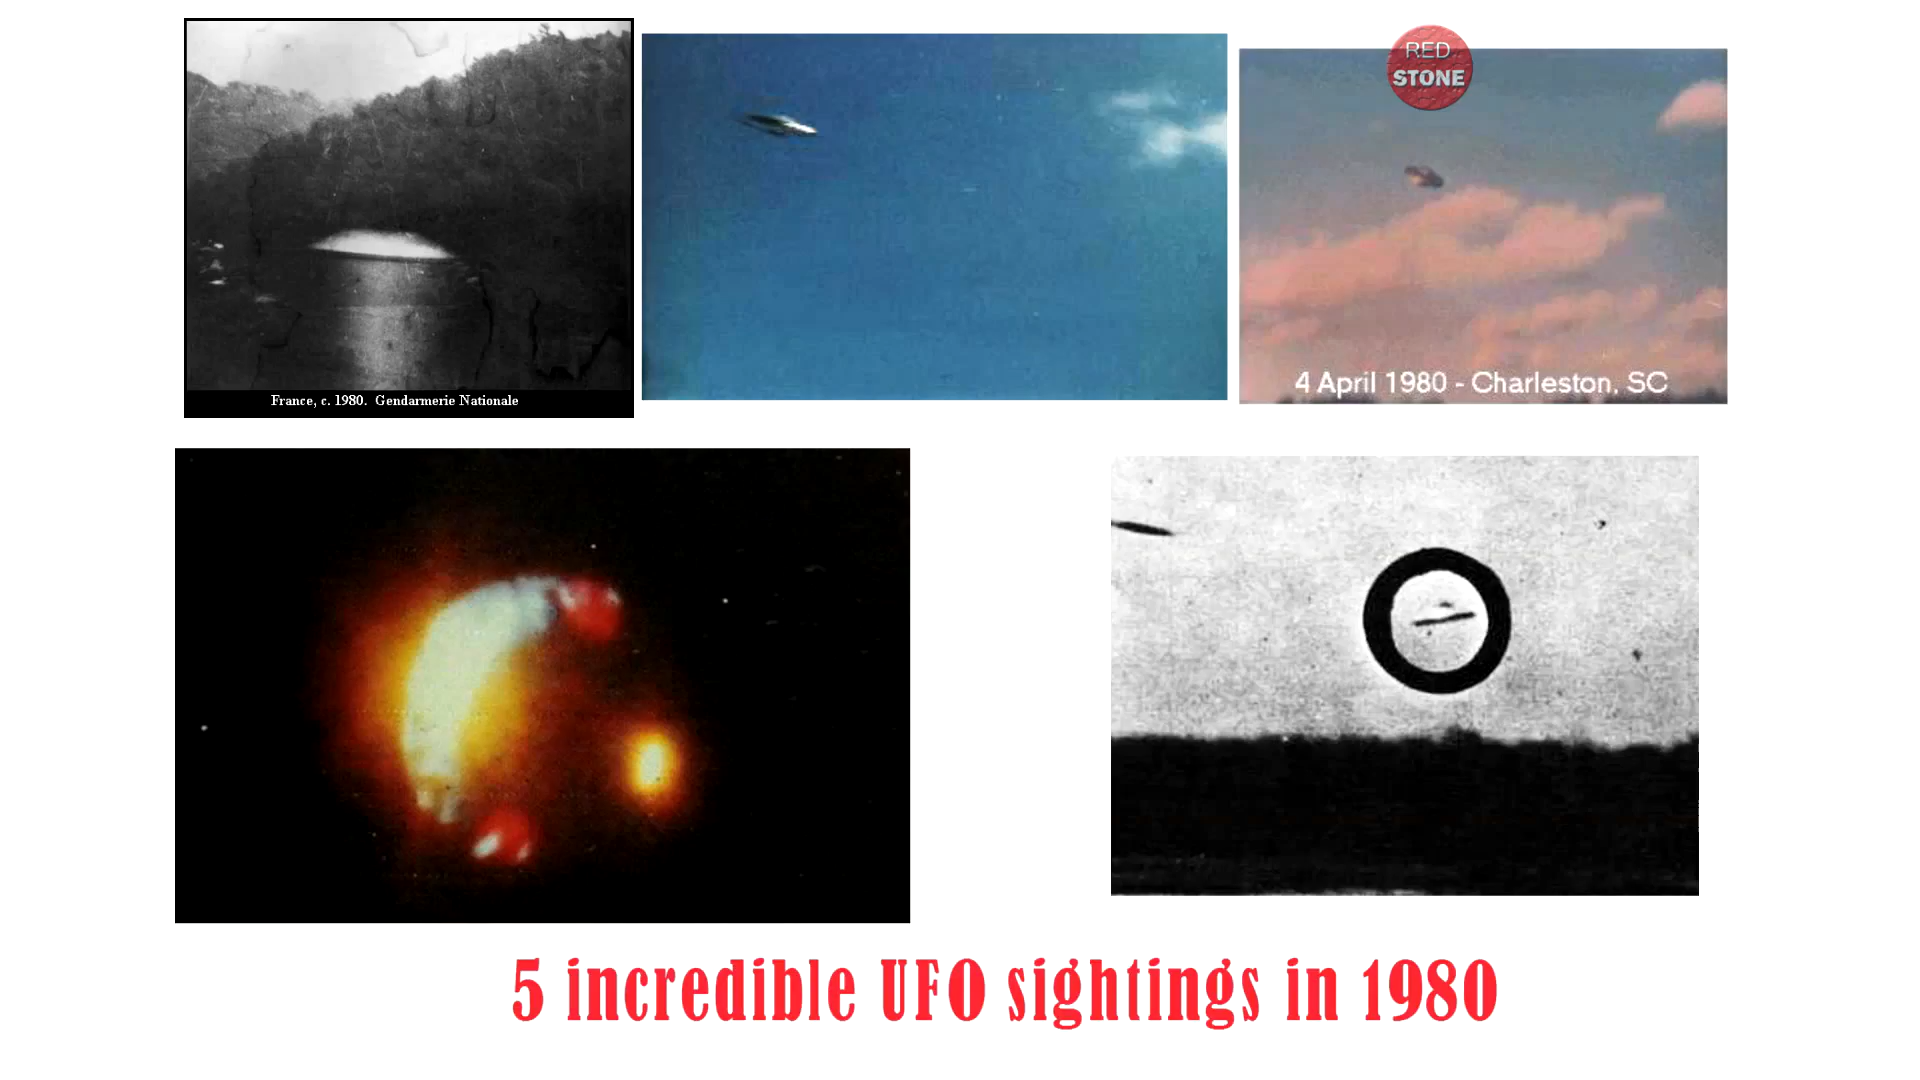 RED
STONE
France, c. 1980. Gendarmerie Nationale
4 April 1980 - Charleston, SC
5 incredible UFO sightings in 1980